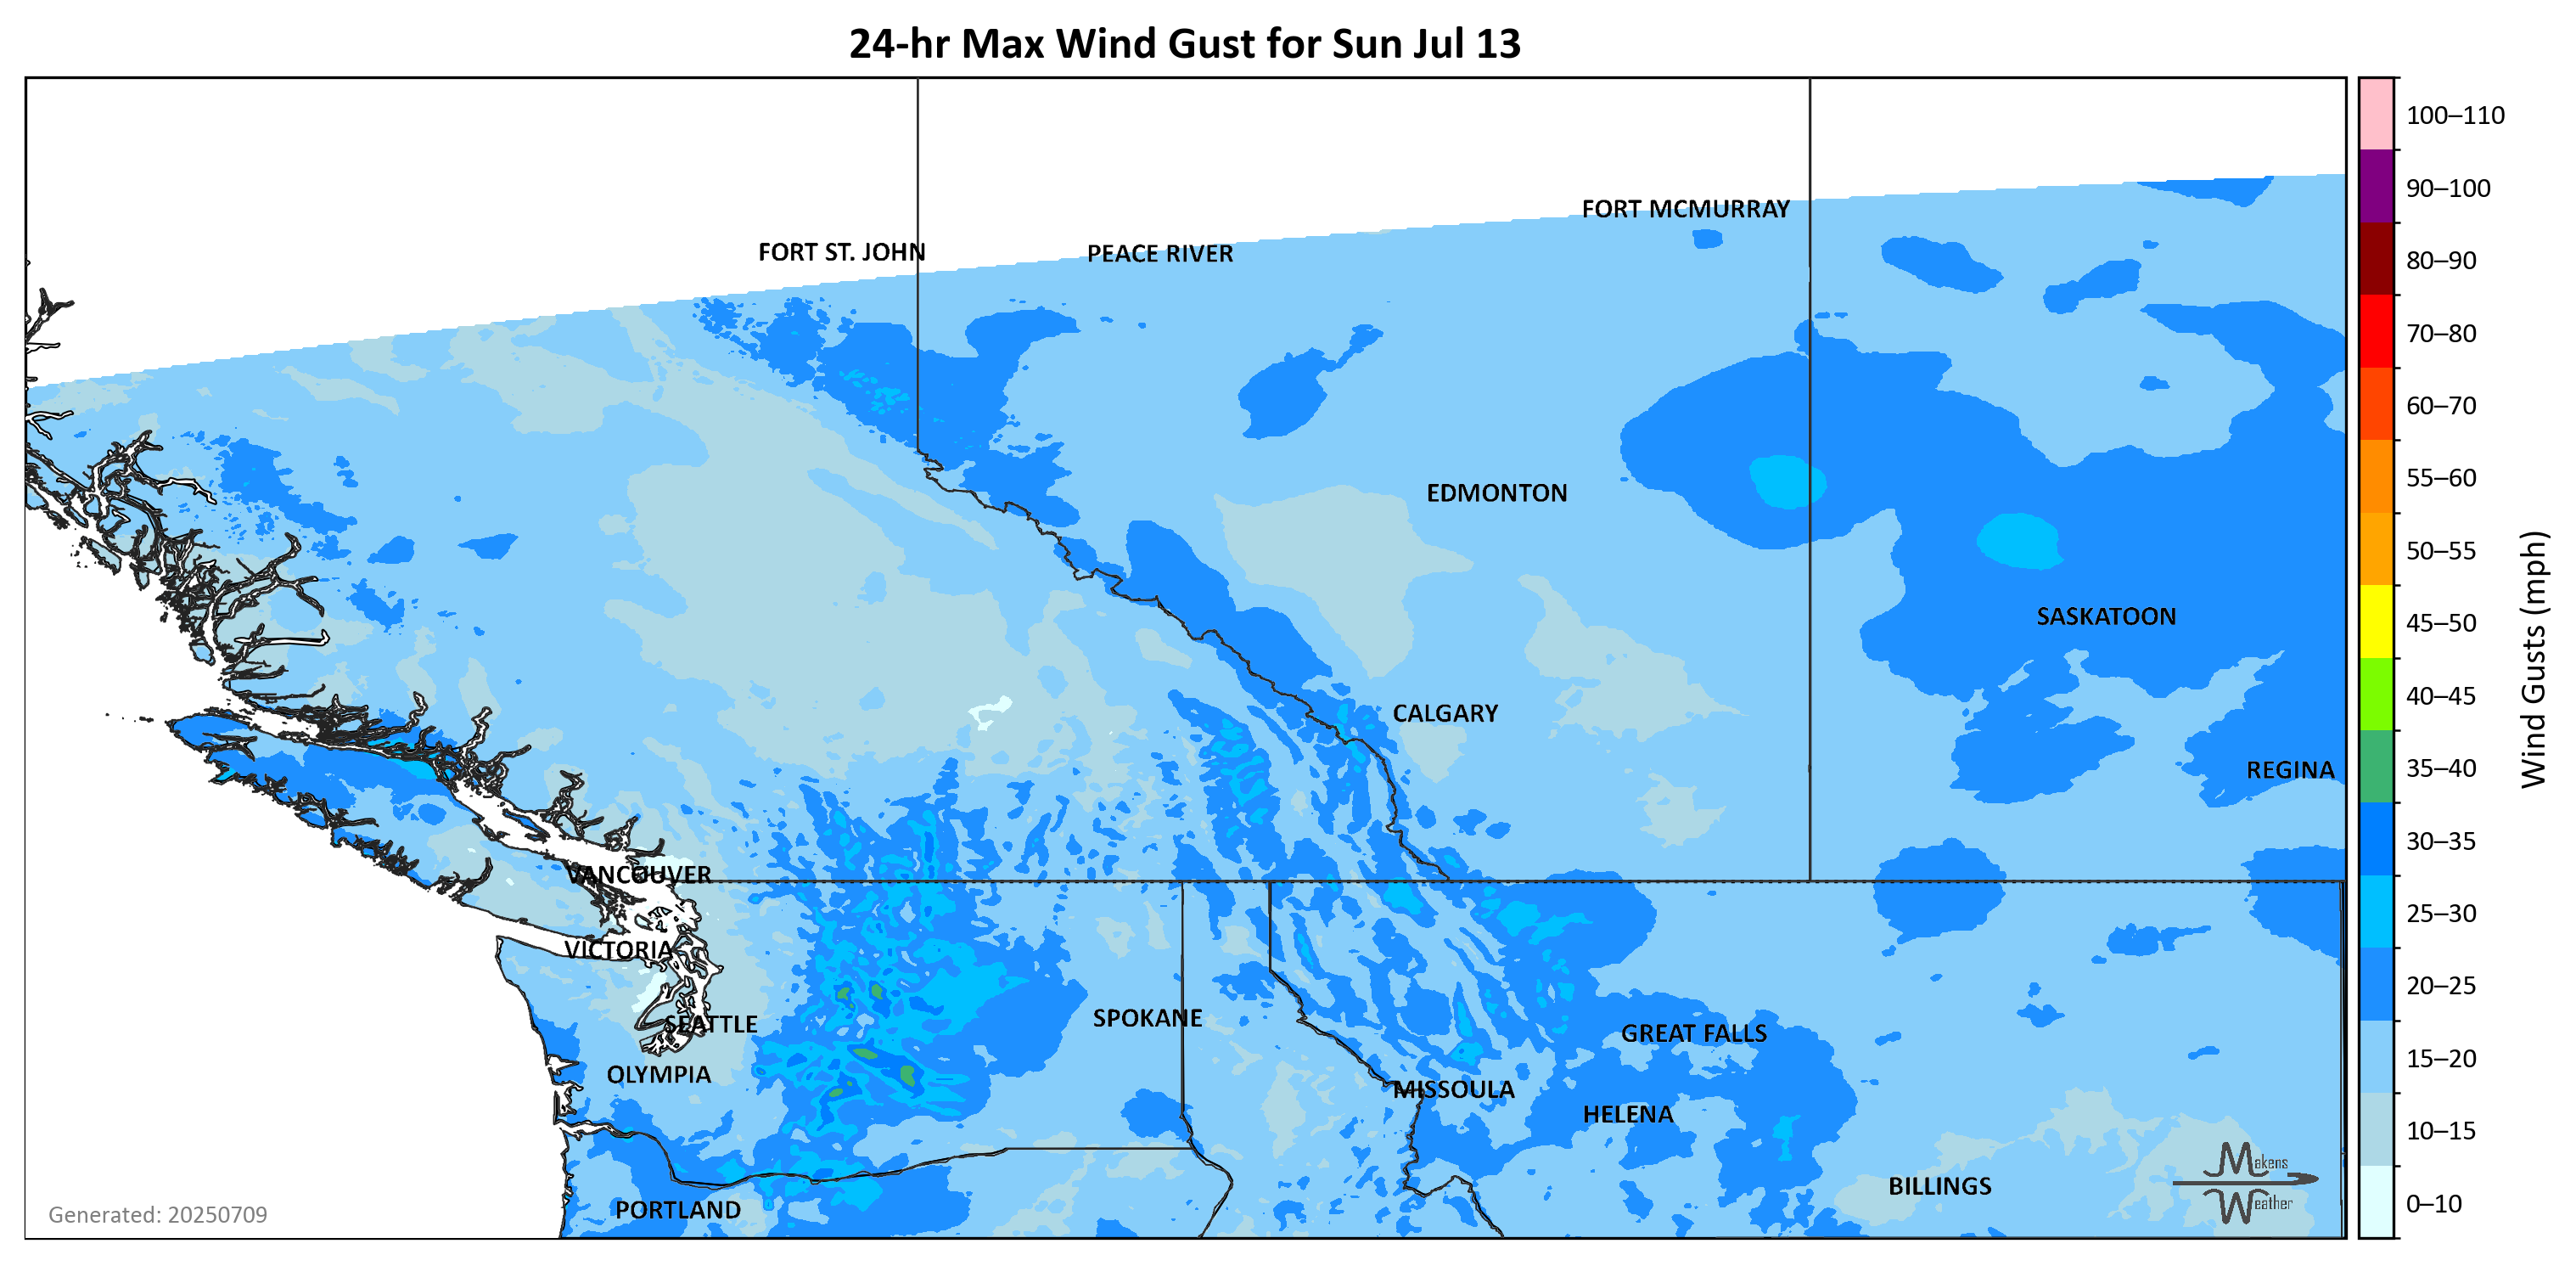 24-hr Max Wind Gust for Sun Jul 13
100–110
90–100
80–90
70–80
60–70
55–60
50–55
45–50
40–45
35–40
30–35
25–30
20–25
15–20
10–15
0–10
Wind Gusts (mph)
FORT MCMURRAY
FORT ST. JOHN
PEACE RIVER
EDMONTON
SASKATOON
CALGARY
REGINA
VANCOUVER
VICTORIA
SEATTLE
SPOKANE
GREAT FALLS
OLYMPIA
MISSOULA
HELENA
BILLINGS
PORTLAND
Makens
Weather
Generated: 20250709